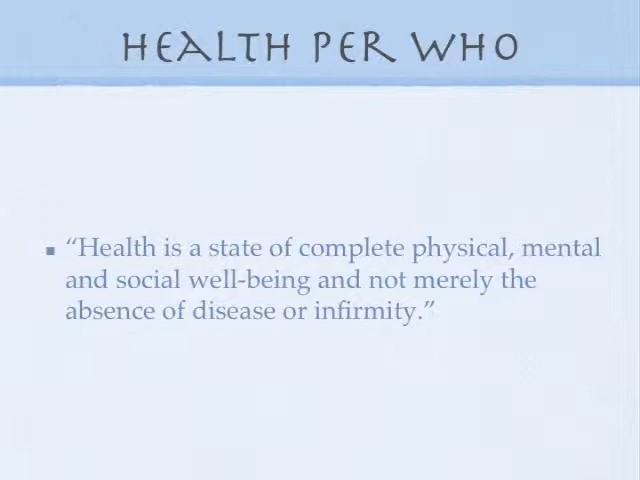 HEALTH PER WHO
▪ “Health is a state of complete physical, mental
and social well-being and not merely the
absence of disease or infirmity.”